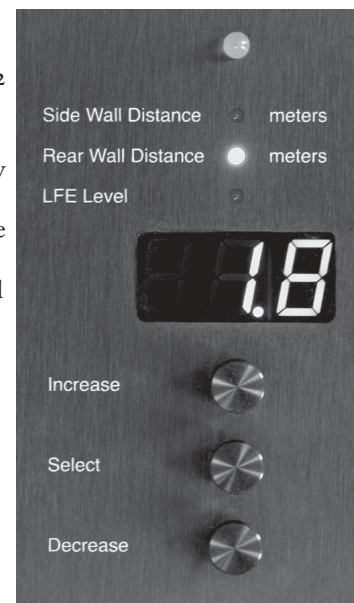 Side Wall Distance meters
Rear Wall Distance meters
LFE Level
1.8
Increase
Select
Decrease